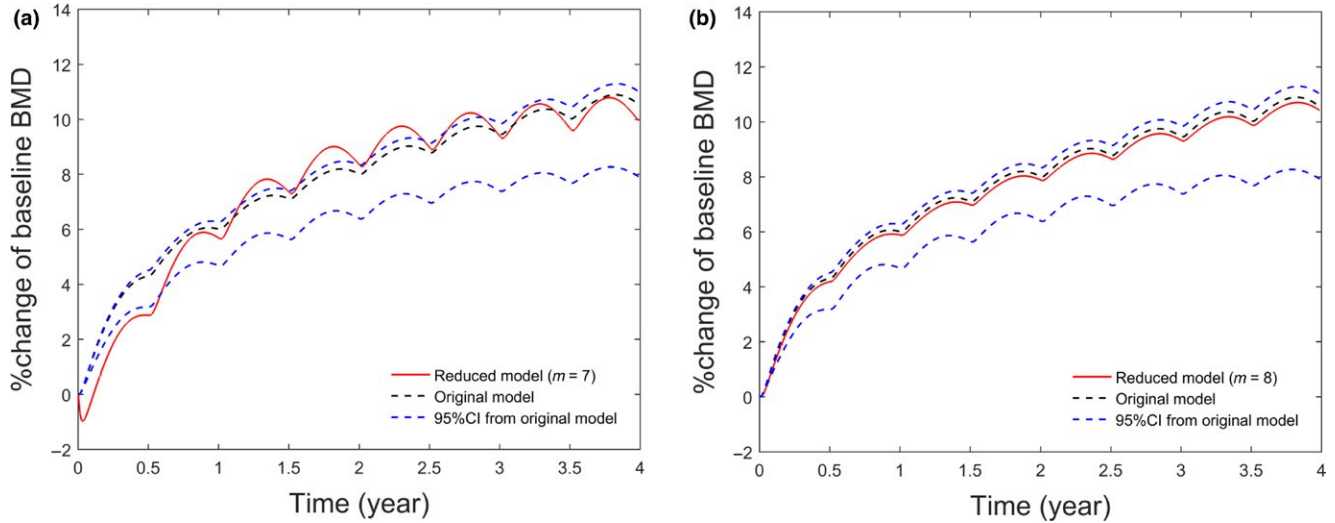 (a)
%change of baseline BMD
14
12
10
8
6
4
2
0
–2
0 0.5 1 1.5 2 2.5 3 3.5 4
Time (year)
Reduced model (m = 7)
Original model
95%CI from original model
(b)
%change of baseline BMD
14
12
10
8
6
4
2
0
–2
0 0.5 1 1.5 2 2.5 3 3.5 4
Time (year)
Reduced model (m = 8)
Original model
95%CI from original model